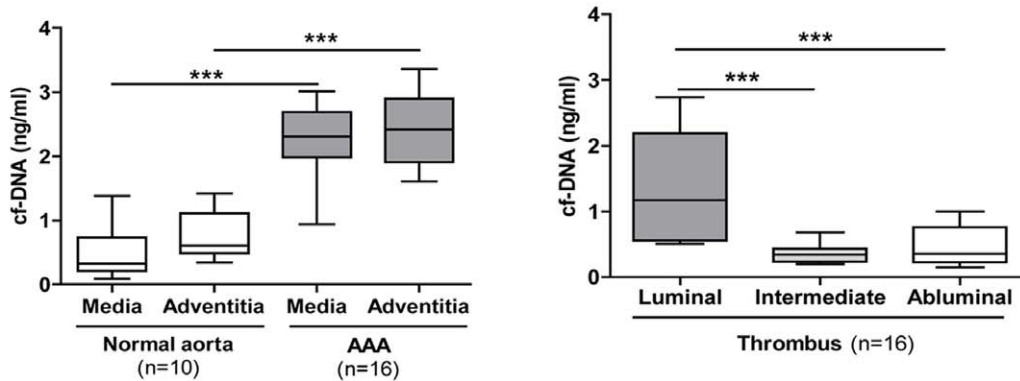 4
3
2
1
0
cf-DNA (ng/ml)
***
***
Media Adventitia Media Adventitia
Normal aorta AAA
(n=10) (n=16)
4
3
2
1
0
cf-DNA (ng/ml)
***
***
Luminal Intermediate Abluminal
Thrombus (n=16)